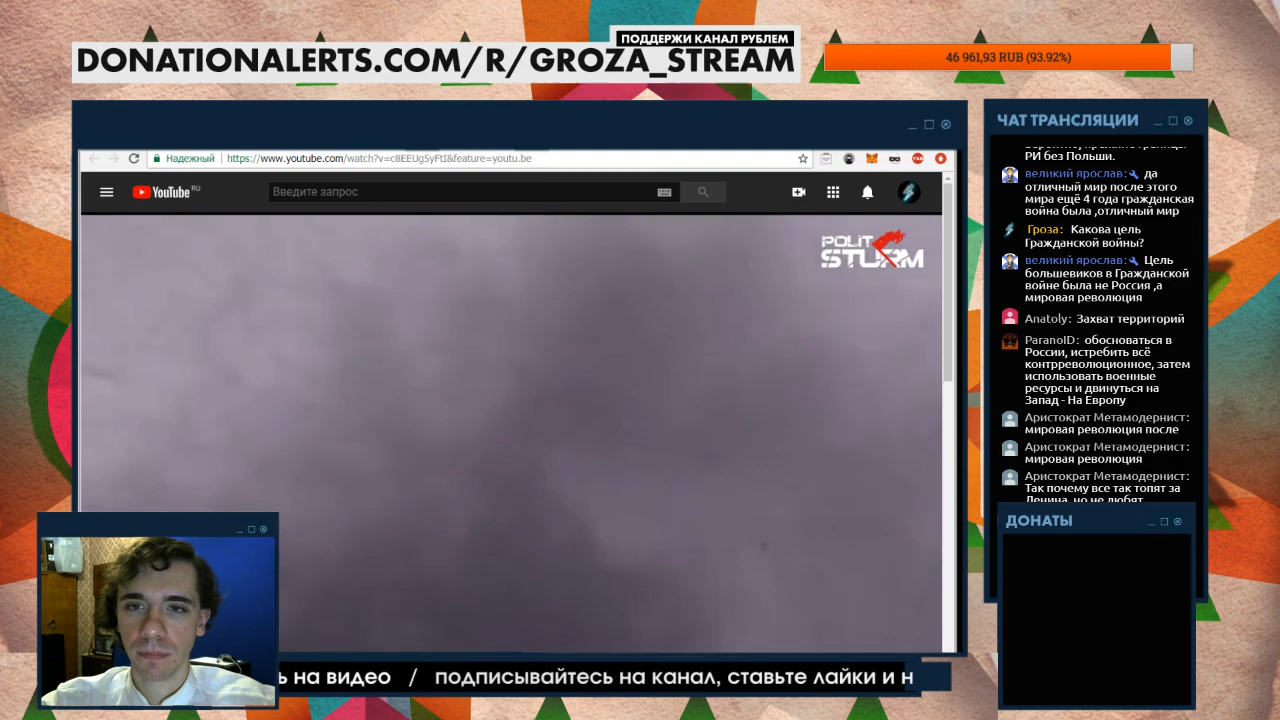 ПОДДЕРЖИ КАНАЛ РУБЛЕМ
DONATIONALERTS.COM/R/GROZA_STREAM
46 961,93 RUB (93.92%)
Надежный
https://www.youtube.com/watch?v=c8EEUg5yFtI&feature=youtu.be
YouTube RU
Введите запрос
POLIT
STURM
ЧАТ ТРАНСЛЯЦИИ
РИ без Польши.
великий ярослав: да
отличный мир после этого
мира ещё 4 года гражданская
война была ,отличный мир
Гроза: Какова цель
Гражданской войны?
великий ярослав: Цель
большевиков в Гражданской
войне была не Россия ,а
мировая революция
Anatoly: Захват территорий
ParanoID: обосноваться в
России, истребить всё
контрреволюционное, затем
использовать военные
ресурсы и двинуться на
Запад - На Европу
Аристократ Метамодернист:
мировая революция после
Аристократ Метамодернист:
мировая революция
Аристократ Метамодернист:
Так почему все так топят за
Ленина, но не любят
ДОНАТЫ
ь на видео / подписывайтесь на канал, ставьте лайки и н